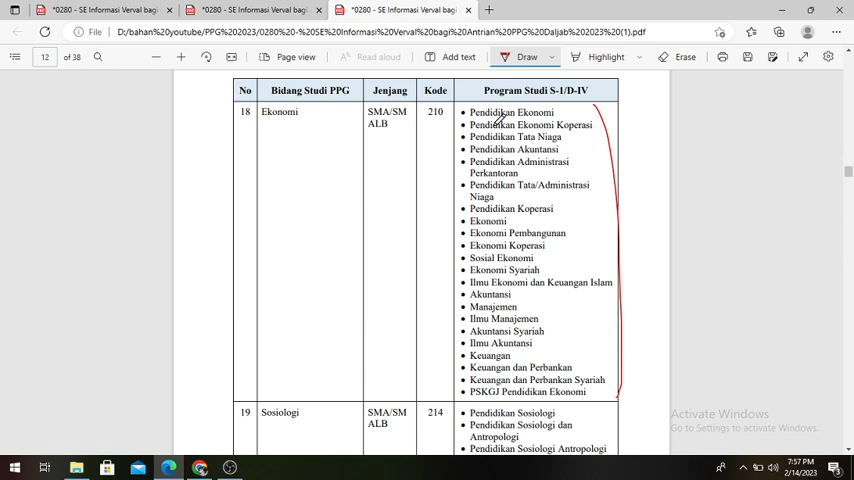 *0280 - SE Informasi Verval bagi
*0280 - SE Informasi Verval bagi
*0280 - SE Informasi Verval bagi
File
D:/bahan%20youtube/PPG%202023/0280%20-%20SE%20Informasi%20Verval%20bagi%20Antrian%20PPG%20Daljab%202023%20(1).pdf
12 of 38
Page view
Read aloud
Add text
Draw
Highlight
Erase
No Bidang Studi PPG Jenjang Kode Program Studi S-1/D-IV
18 Ekonomi SMA/SM 210 • Pendidikan Ekonomi
ALB • Pendidikan Ekonomi Koperasi
• Pendidikan Tata Niaga
• Pendidikan Akuntansi
• Pendidikan Administrasi
Perkantoran
• Pendidikan Tata/Administrasi
Niaga
• Pendidikan Koperasi
• Ekonomi
• Ekonomi Pembangunan
• Ekonomi Koperasi
• Sosial Ekonomi
• Ekonomi Syariah
• Ilmu Ekonomi dan Keuangan Islam
• Akuntansi
• Manajemen
• Ilmu Manajemen
• Akuntansi Syariah
• Ilmu Akuntansi
• Keuangan
• Keuangan dan Perbankan
• Keuangan dan Perbankan Syariah
• PSKGJ Pendidikan Ekonomi
19 Sosiologi SMA/SM 214 • Pendidikan Sosiologi
ALB • Pendidikan Sosiologi dan
Antropologi
• Pendidikan Sosiologi Antropologi
Activate Windows
Go to Settings to activate Windows.
7:57 PM
2/14/2023
3